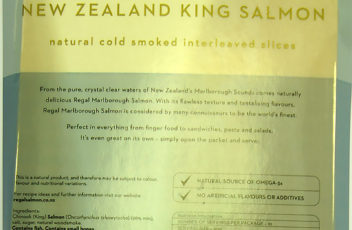 NEW ZEALAND KING SALMON
natural cold smoked interleaved slices
From the pure, crystal clear waters of New Zealand's Marlborough Sounds comes naturally
delicious Regal Marlborough Salmon. With its flawless texture and tantalising flavours,
Regal Marlborough Salmon is considered by many connoisseurs to be the world's finest.
Perfect in everything from finger food to sandwiches, pasta and salads.
It's even great on its own - simply open the packet and serve.
This is a natural product, and therefore may be subject to colour,
flavour and nutritional variations.
For recipe ideas and further information visit our website
regalsalmon.co.nz
Ingredients:
Chinook (King) Salmon (Oncorhynchus tshawytscha)
salt, sugar, natural woodsmoke.
Contains fish. Contains small bones.
NATURAL SOURCE OF OMEGA-3s
NO ARTIFICIAL FLAVOURS OR ADDITIVES